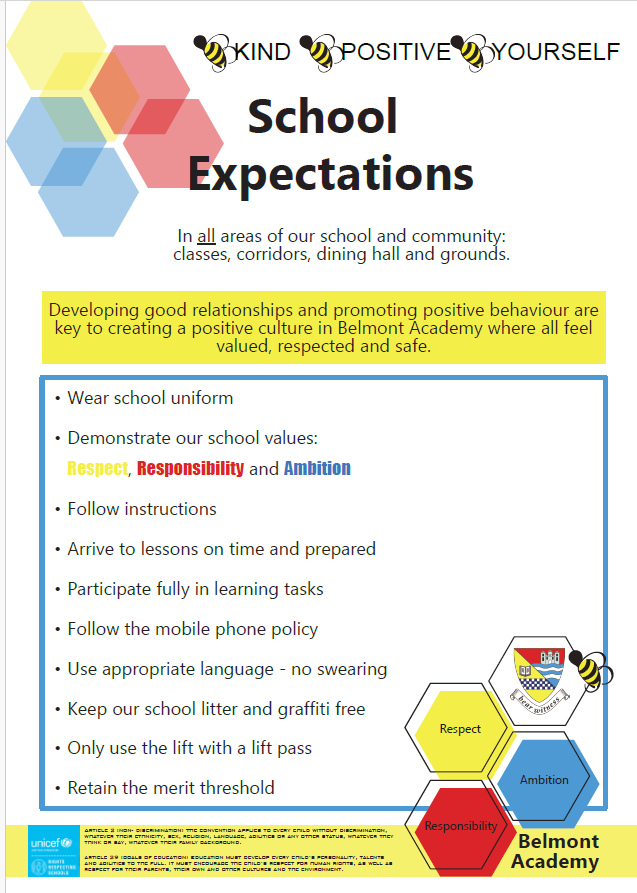 KIND POSITIVE YOURSELF
School
Expectations
In all areas of our school and community:
classes, corridors, dining hall and grounds.
Developing good relationships and promoting positive behaviour are
key to creating a positive culture in Belmont Academy where all feel
valued, respected and safe.
• Wear school uniform
• Demonstrate our school values:
Respect, Responsibility and Ambition
• Follow instructions
• Arrive to lessons on time and prepared
• Participate fully in learning tasks
• Follow the mobile phone policy
• Use appropriate language - no swearing
• Keep our school litter and graffiti free
• Only use the lift with a lift pass
• Retain the merit threshold
bear witness
Respect
Ambition
Responsibility
Belmont
Academy
unicef
RIGHTS
RESPECTING
SCHOOLS
ARTICLE 2 (NON- DISCRIMINATION) THE CONVENTION APPLIES TO EVERY CHILD WITHOUT DISCRIMINATION,
WHATEVER THEIR ETHNICITY, SEX, RELIGION, LANGUAGE, ABILITIES OR ANY OTHER STATUS, WHATEVER THEY
THINK OR SAY, WHATEVER THEIR FAMILY BACKGROUND.
ARTICLE 29 (GOALS OF EDUCATION) EDUCATION MUST DEVELOP EVERY CHILD'S PERSONALITY, TALENTS
AND ABILITIES TO THE FULL. IT MUST ENCOURAGE THE CHILD'S RESPECT FOR HUMAN RIGHTS, AS WELL AS
RESPECT FOR THEIR PARENTS, THEIR OWN AND OTHER CULTURES AND THE ENVIRONMENT.